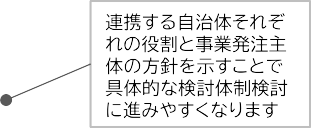 連携する自治体それぞ
れの役割と事業発注主
体の方針を示すことで
具体的な検討体制検討
に進みやすくなります